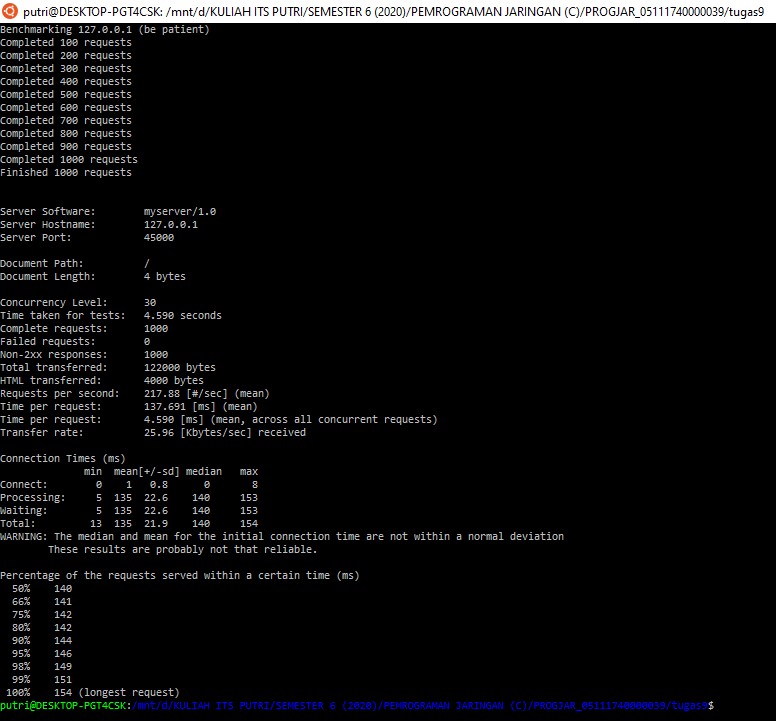 putri@DESKTOP-PGT4CSK: /mnt/d/KULIAH ITS PUTRI/SEMESTER 6 (2020)/PEMROGRAMAN JARINGAN (C)/PROGJAR_05111740000039/tugas9
Benchmarking 127.0.0.1 (be patient)
Completed 100 requests
Completed 200 requests
Completed 300 requests
Completed 400 requests
Completed 500 requests
Completed 600 requests
Completed 700 requests
Completed 800 requests
Completed 900 requests
Completed 1000 requests
Finished 1000 requests
Server Software:        myserver/1.0
Server Hostname:        127.0.0.1
Server Port:            45000
Document Path:          /
Document Length:        4 bytes
Concurrency Level:      30
Time taken for tests:   4.590 seconds
Complete requests:      1000
Failed requests:        0
Non-2xx responses:      1000
Total transferred:      122000 bytes
HTML transferred:       4000 bytes
Requests per second:    217.88 [#/sec] (mean)
Time per request:       137.691 [ms] (mean)
Time per request:       4.590 [ms] (mean, across all concurrent requests)
Transfer rate:          25.96 [Kbytes/sec] received
Connection Times (ms)
              min  mean[+/-sd] median   max
Connect:        0    1   0.8      0       8
Processing:     5  135  22.6    140     153
Waiting:        5  135  22.6    140     153
Total:         13  135  21.9    140     154
WARNING: The median and mean for the initial connection time are not within a normal deviation
        These results are probably not that reliable.
Percentage of the requests served within a certain time (ms)
  50%    140
  66%    141
  75%    142
  80%    142
  90%    144
  95%    146
  98%    149
  99%    151
 100%    154 (longest request)
putri@DESKTOP-PGT4CSK:/mnt/d/KULIAH ITS PUTRI/SEMESTER 6 (2020)/PEMROGRAMAN JARINGAN (C)/PROGJAR_05111740000039/tugas9$